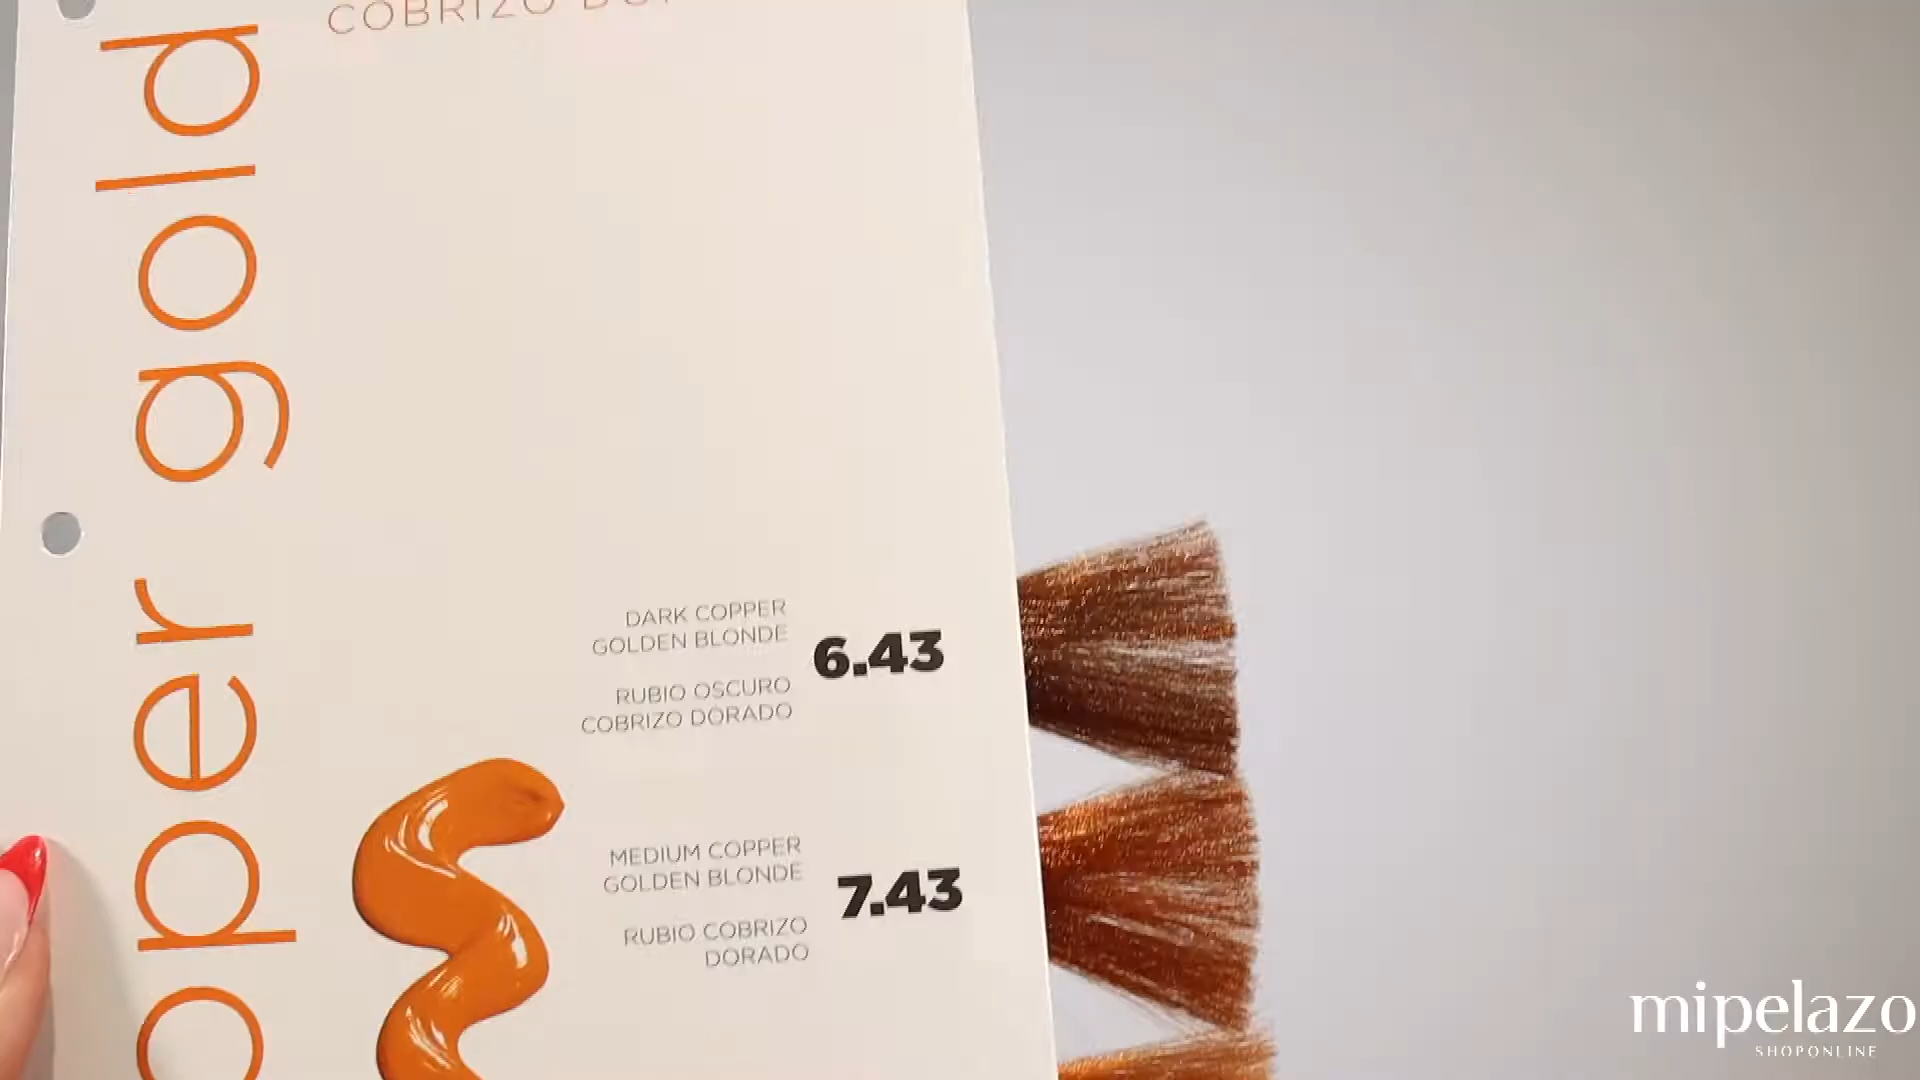 COBRIZO
per gold
DARK COPPER
GOLDEN BLONDE
6.43
RUBIO OSCURO
COBRIZO DORADO
MEDIUM COPPER
GOLDEN BLONDE
7.43
RUBIO COBRIZO
DORADO
mipelazo
SHOPONLINE